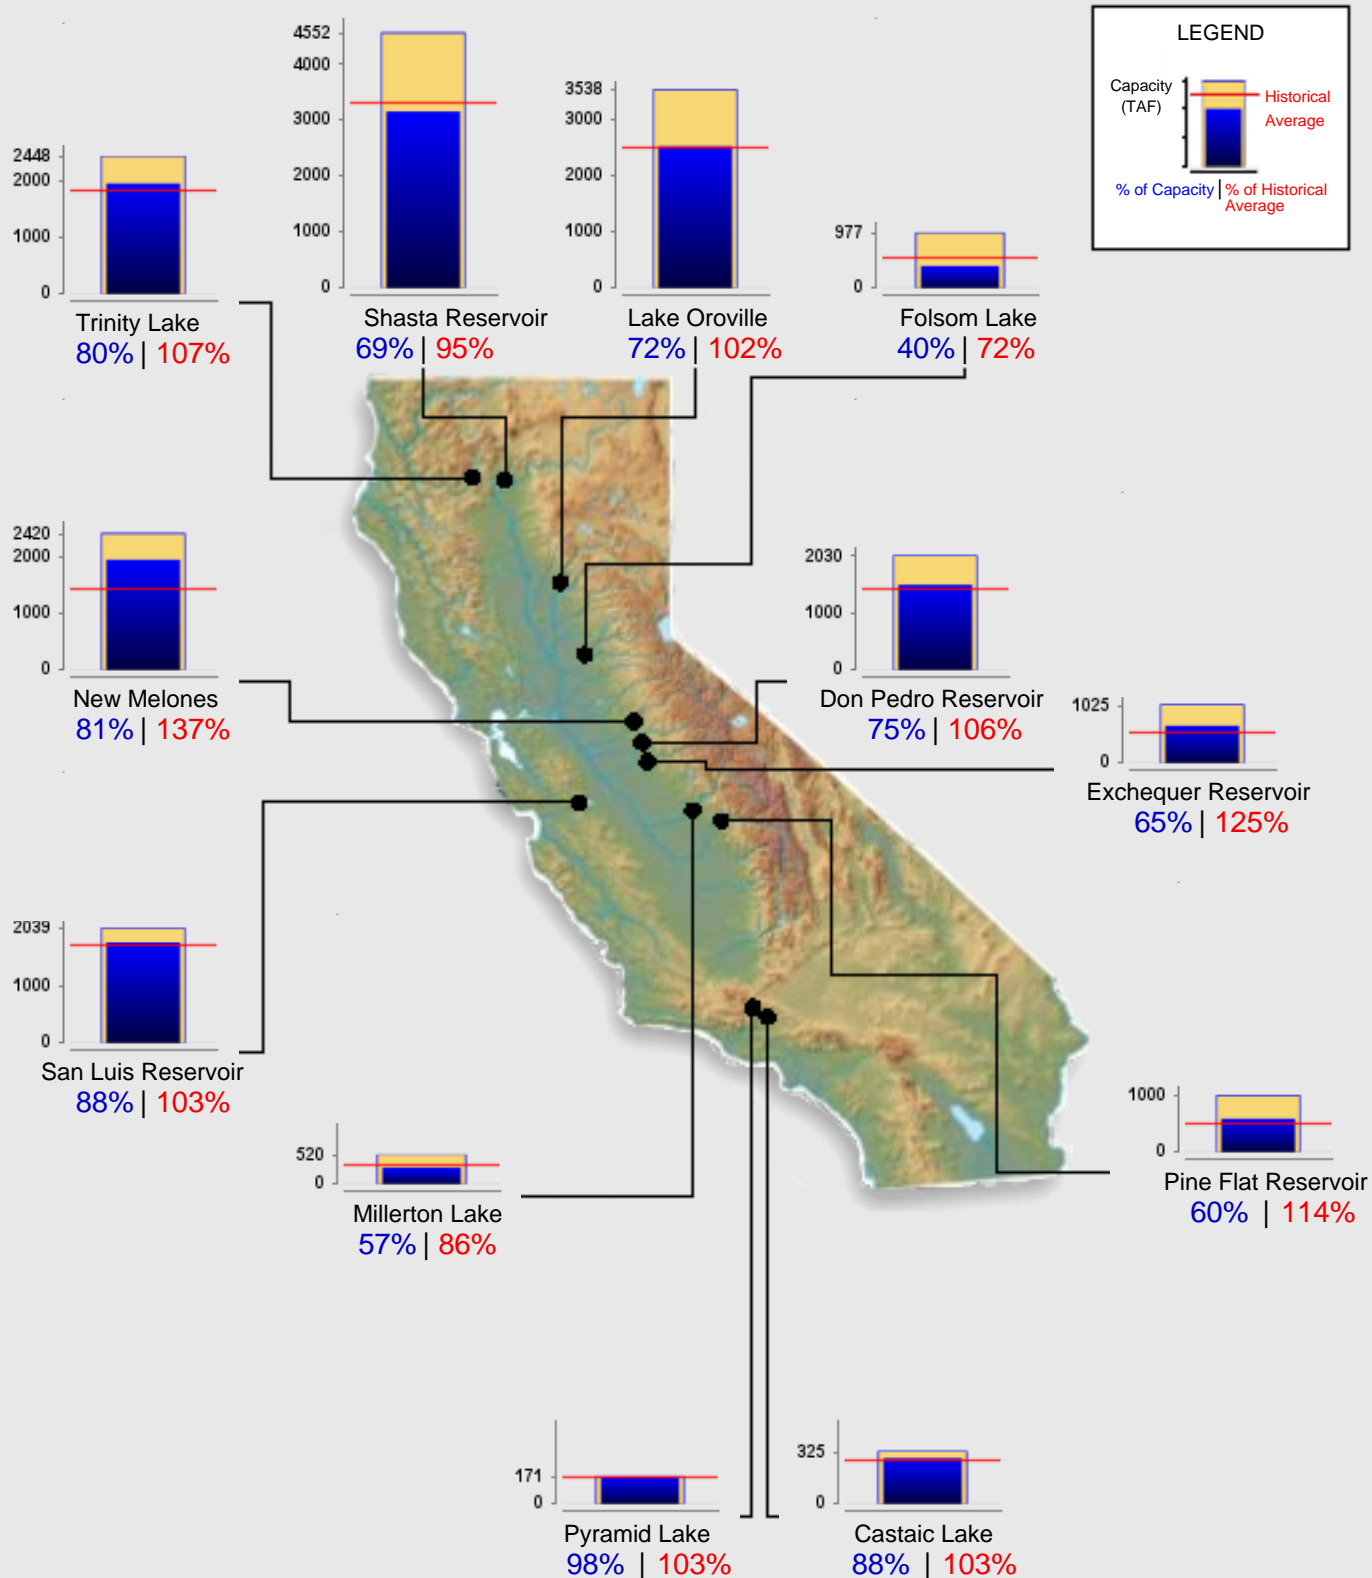 LEGEND
Capacity
(TAF)
Historical
Average
% of Capacity | % of Historical
Average
2448
2000
1000
0
Trinity Lake
80% | 107%
4552
4000
3000
2000
1000
0
Shasta Reservoir
69% | 95%
3538
3000
2000
1000
0
Lake Oroville
72% | 102%
977
0
Folsom Lake
40% | 72%
2420
2000
1000
0
New Melones
81% | 137%
2030
1000
0
Don Pedro Reservoir
75% | 106%
1025
0
Exchequer Reservoir
65% | 125%
2039
1000
0
San Luis Reservoir
88% | 103%
520
0
Millerton Lake
57% | 86%
1000
0
Pine Flat Reservoir
60% | 114%
171
0
Pyramid Lake
98% | 103%
325
0
Castaic Lake
88% | 103%